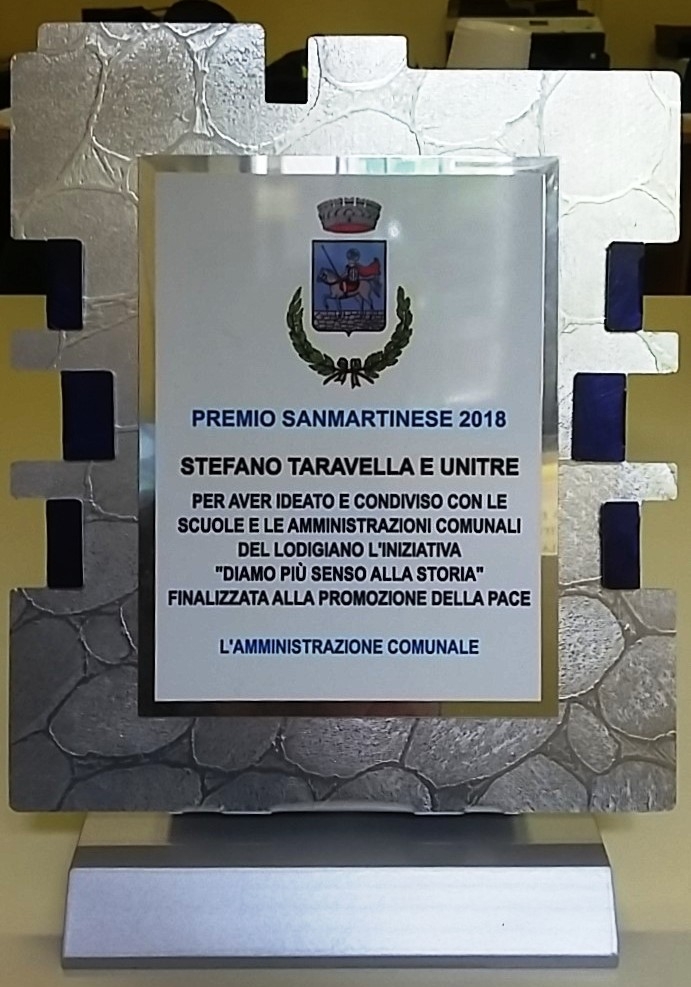 PREMIO SANMARTINESE 2018
STEFANO TARAVELLA E UNITRE
PER AVER IDEATO E CONDIVISO CON LE
SCUOLE E LE AMMINISTRAZIONI COMUNALI
DEL LODIGIANO L'INIZIATIVA
"DIAMO PIÙ SENSO ALLA STORIA"
FINALIZZATA ALLA PROMOZIONE DELLA PACE
L'AMMINISTRAZIONE COMUNALE